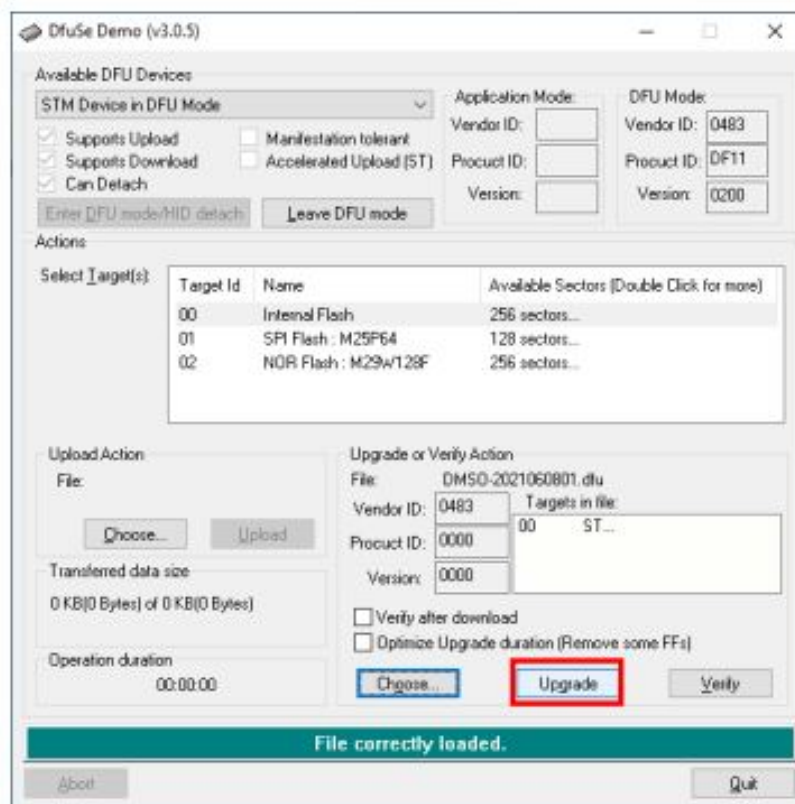 DfuSe Demo (v3.0.5)
Available DFU Devices
STM Device in DFU Mode
Supports Upload
Manifestation tolerant
Supports Download
Accelerated Upload (ST)
Can Detach
Enter DFU mode/HID detach
Leave DFU mode
Application Mode:
Vendor ID:
Procuct ID:
Version:
DFU Mode:
Vendor ID: 0483
Procuct ID: DF11
Version: 0200
Actions
Select Target(s):
Target Id Name Available Sectors (Double Click for more)
00 Internal Flash 256 sectors...
01 SPI Flash : M25P64 128 sectors...
02 NOR Flash : M29W128F 256 sectors...
Upload Action
File:
Choose...
Upload
Transferred data size
0 KB(0 Bytes) of 0 KB(0 Bytes)
Operation duration
00:00:00
Upgrade or Verify Action
File: DMSO-2021060801.dfu
Vendor ID: 0483
Procuct ID: 0000
Version: 0000
Targets in file:
00 ST...
Verify after download
Optimize Upgrade duration (Remove some FFs)
Choose...
Upgrade
Verify
File correctly loaded.
Abort
Quit